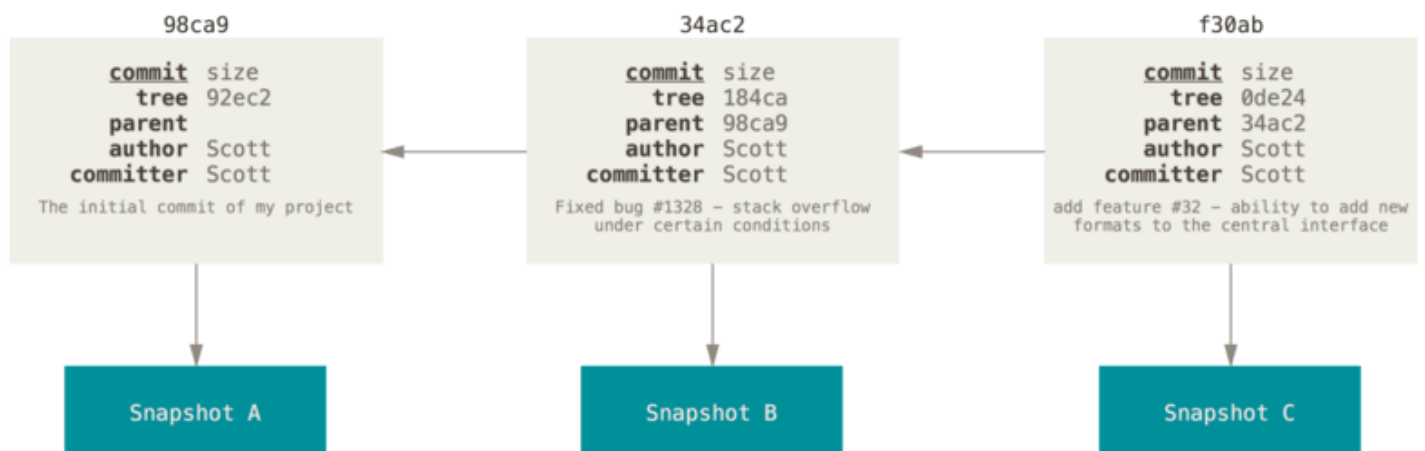 98ca9
commit size
tree 92ec2
parent
author Scott
committer Scott
The initial commit of my project
34ac2
commit size
tree 184ca
parent 98ca9
author Scott
committer Scott
Fixed bug #1328 – stack overflow
under certain conditions
f30ab
commit size
tree 0de24
parent 34ac2
author Scott
committer Scott
add feature #32 – ability to add new
formats to the central interface
Snapshot A
Snapshot B
Snapshot C